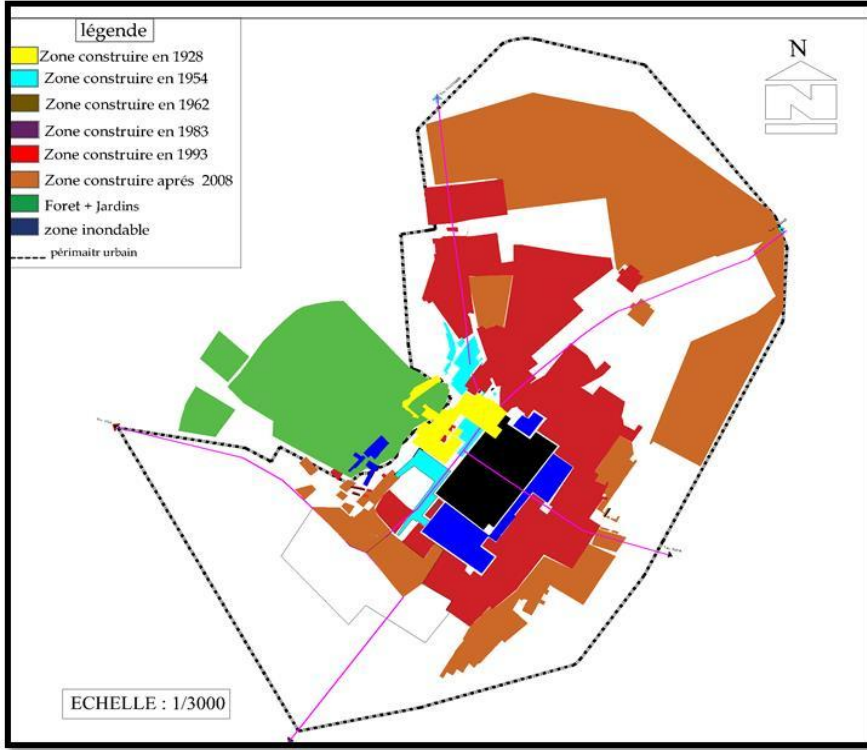 légende
Zone construire en 1928
Zone construire en 1954
Zone construire en 1962
Zone construire en 1983
Zone construire en 1993
Zone construire aprés 2008
Foret + Jardins
zone inondable
périmaitr urbain
N
ECHELLE : 1/3000